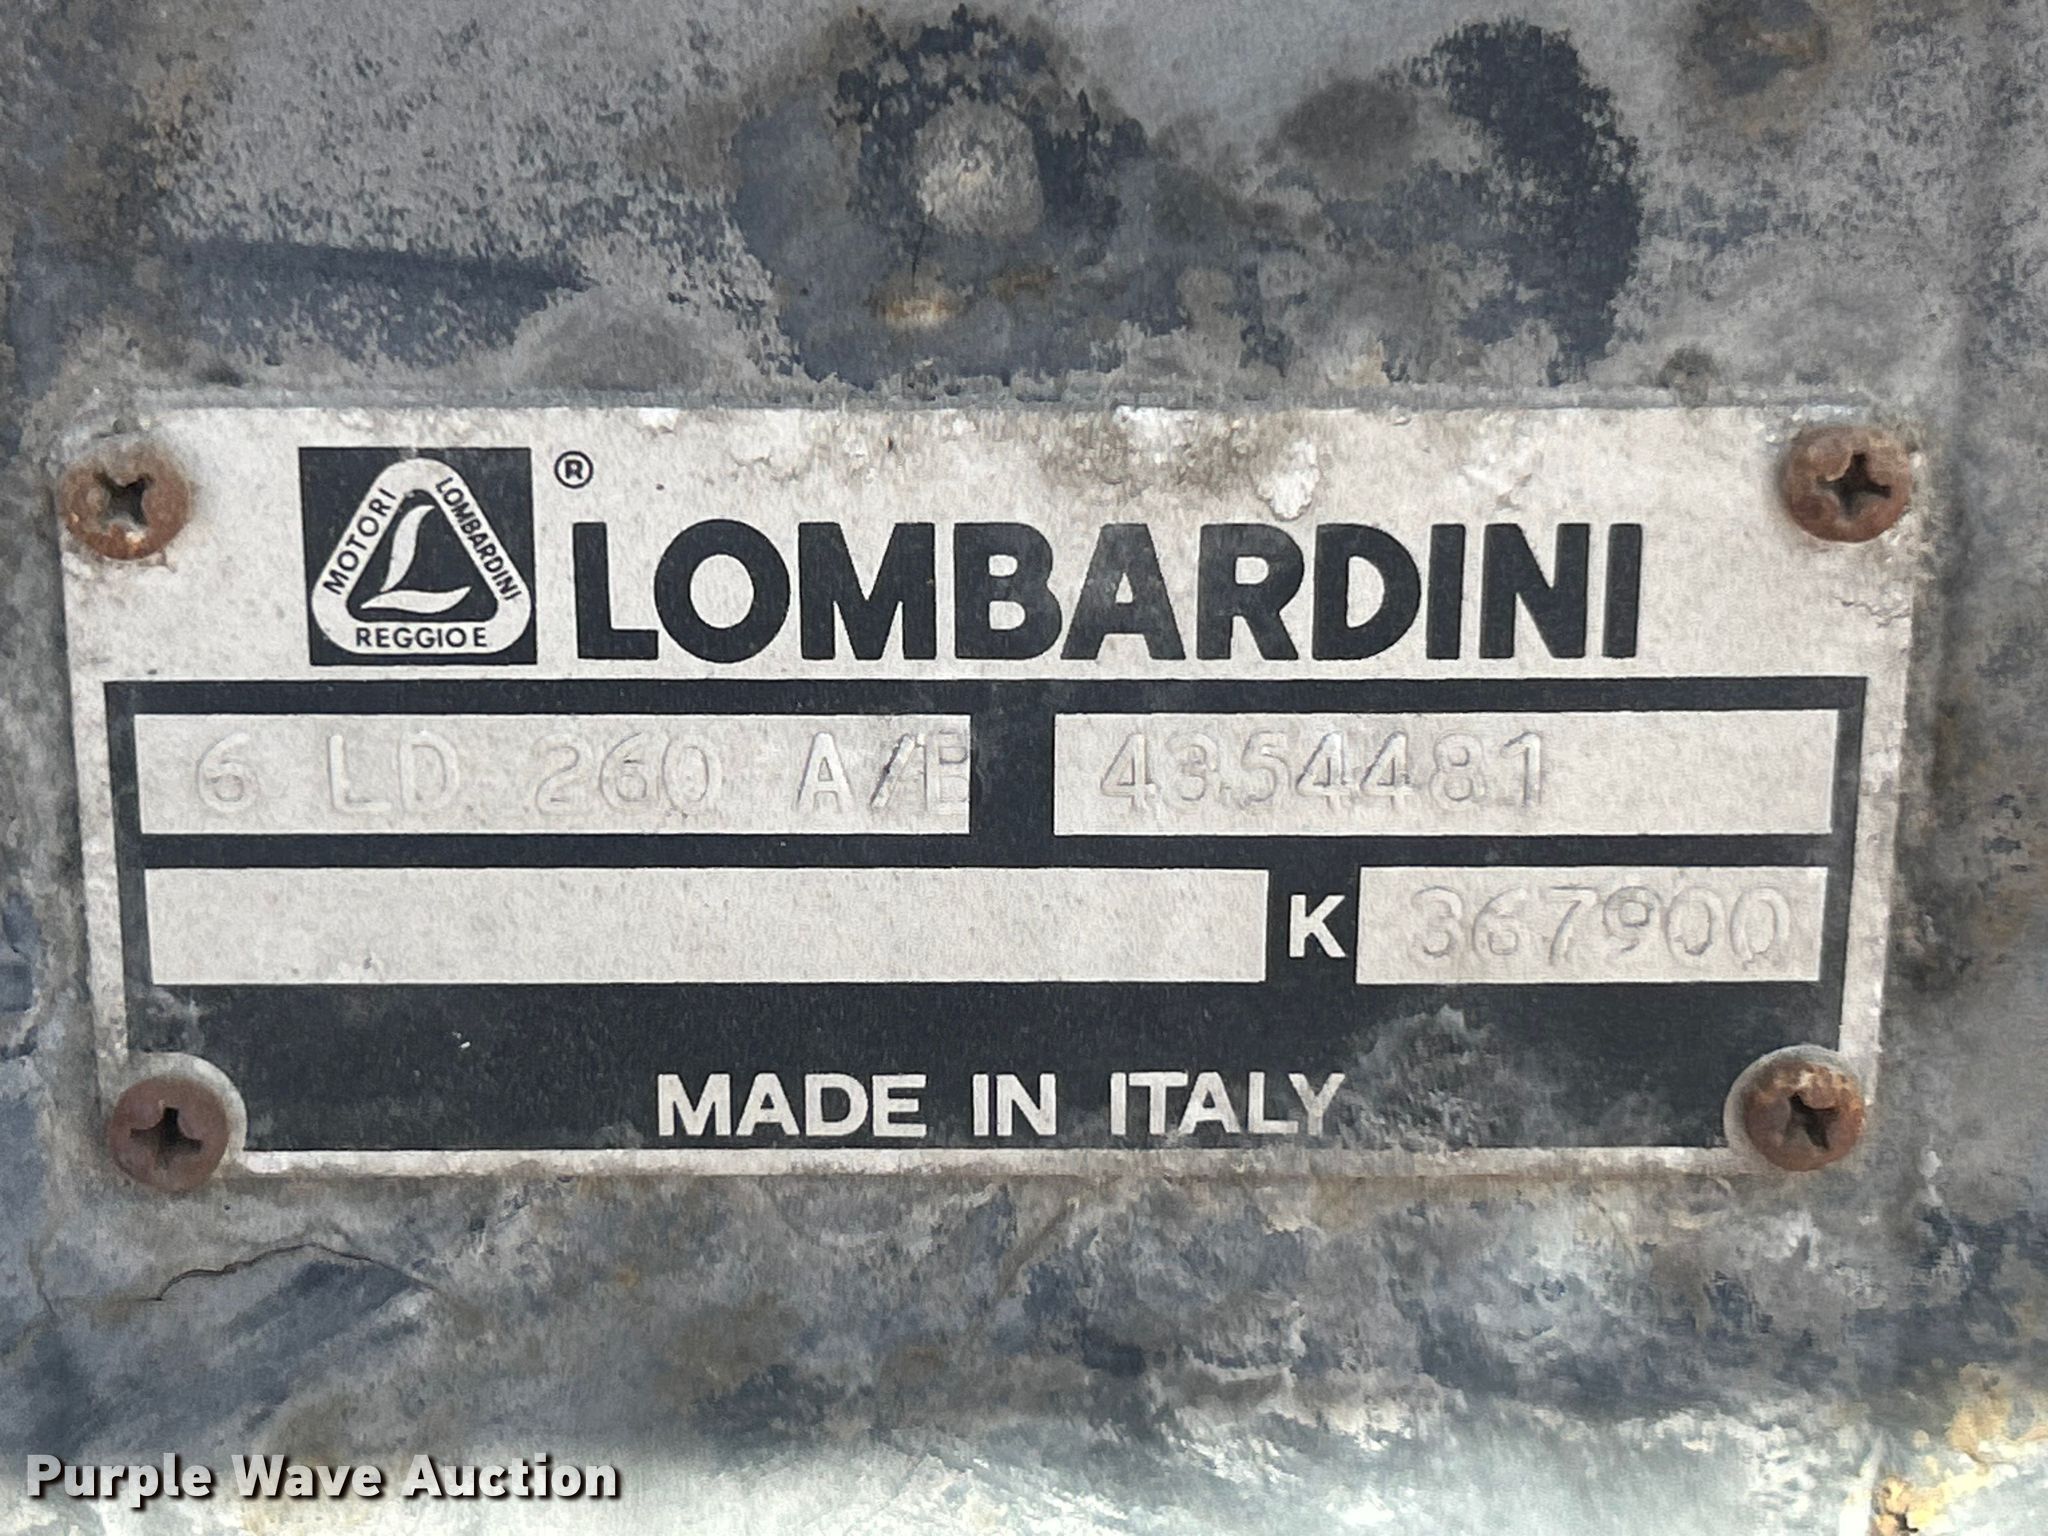 MOTORI LOMBARDINI REGGIO E
® LOMBARDINI
6 LD 260 A/B 4354481
K 367900
MADE IN ITALY
Purple Wave Auction